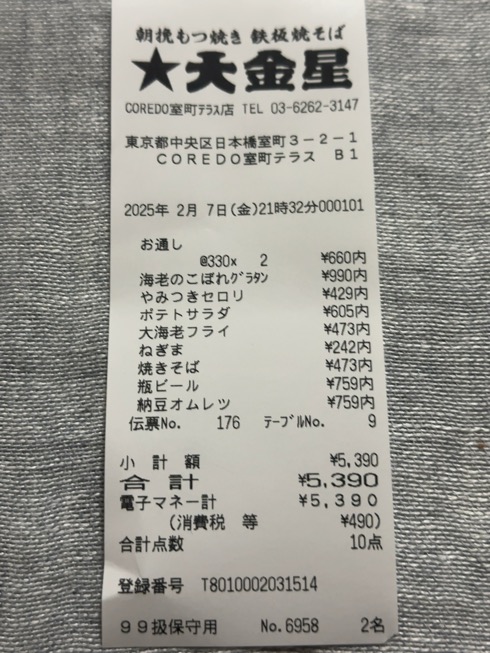 朝挽もつ焼き 鉄板焼そば
★大金星
COREDO室町ﾃﾗｽ店 TEL 03-6262-3147
東京都中央区日本橋室町３－２－１
ＣＯＲＥＤＯ室町テラス Ｂ１
2025年 2月 7日(金)21時32分000101
お通し
@330x 2 ¥660内
海老のこぼれｸﾞﾗﾀﾝ ¥990内
やみつきセロリ ¥429内
ポテトサラダ ¥605内
大海老フライ ¥473内
ねぎま ¥242内
焼きそば ¥473内
瓶ビール ¥759内
納豆オムレツ ¥759内
伝票No. 176 ﾃｰﾌﾞﾙNo. 9
小 計 額 ¥5,390
合 計 ¥5,390
電子マネー計 ¥5,390
(消費税 等 ¥490)
合計点数 10点
登録番号 T8010002031514
９９扱保守用 No.6958 2名